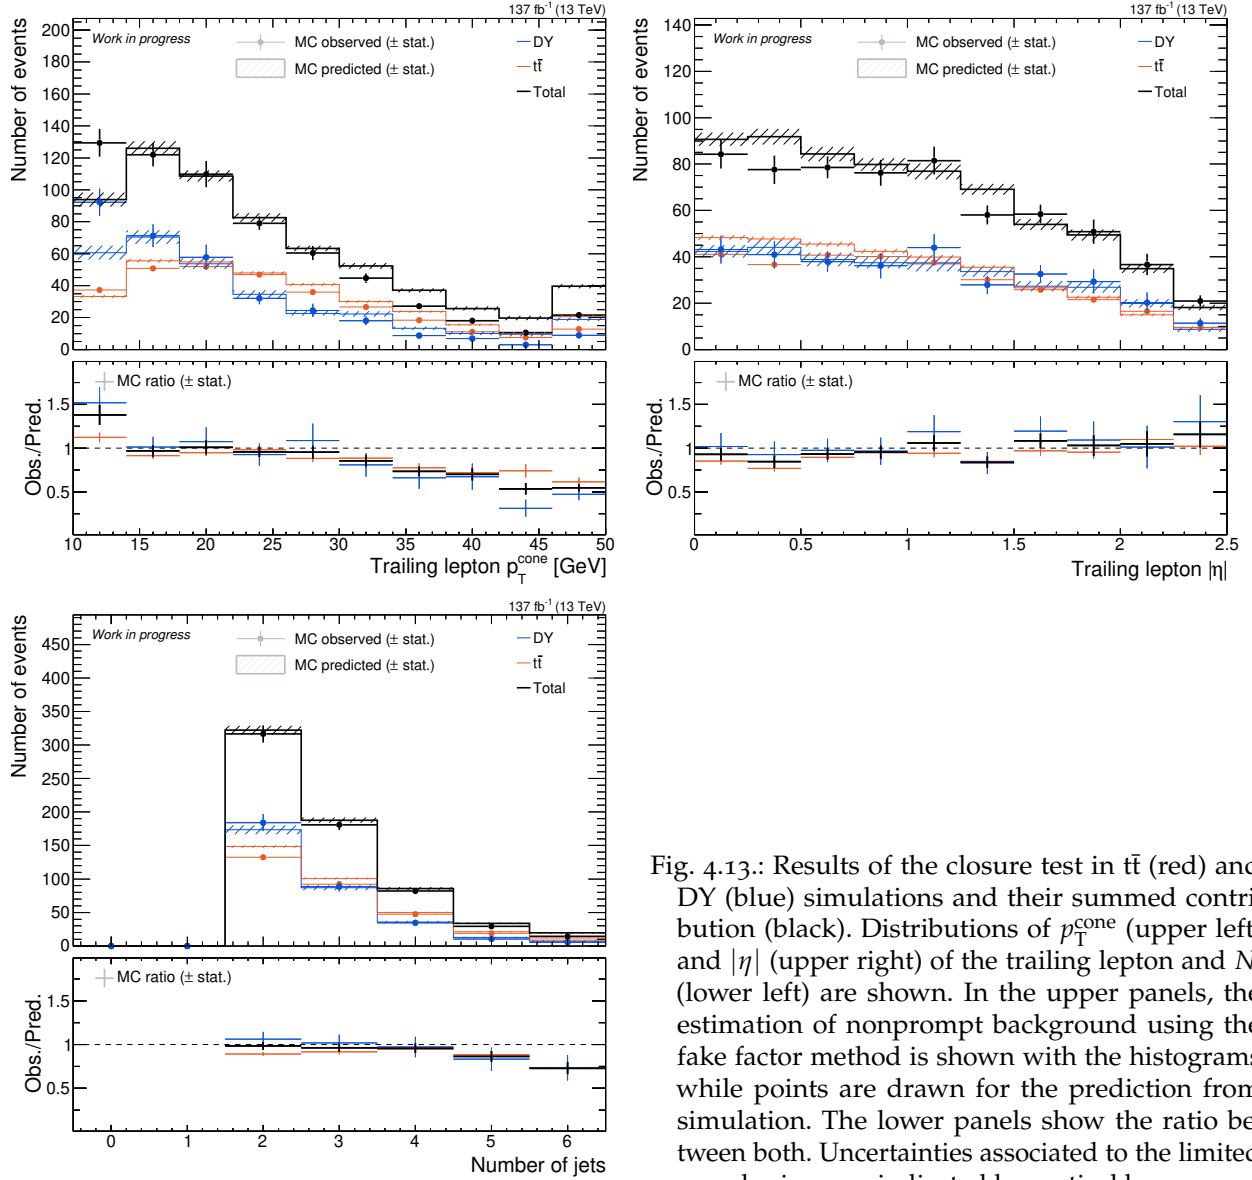 137 fb-1 (13 TeV)
Work in progress
MC observed (± stat.)
MC predicted (± stat.)
DY
tt̄
Total
Number of events
200
180
160
140
120
100
80
60
40
20
0
MC ratio (± stat.)
Obs./Pred.
1.5
1
0.5
10 15 20 25 30 35 40 45 50
Trailing lepton pTcone [GeV]
137 fb-1 (13 TeV)
Work in progress
MC observed (± stat.)
MC predicted (± stat.)
DY
tt̄
Total
Number of events
140
120
100
80
60
40
20
0
MC ratio (± stat.)
Obs./Pred.
1.5
1
0.5
0 0.5 1 1.5 2 2.5
Trailing lepton |η|
137 fb-1 (13 TeV)
Work in progress
MC observed (± stat.)
MC predicted (± stat.)
DY
tt̄
Total
Number of events
450
400
350
300
250
200
150
100
50
0
MC ratio (± stat.)
Obs./Pred.
1.5
1
0.5
0 1 2 3 4 5 6
Number of jets
Fig. 4.13.: Results of the closure test in tt̄ (red) and
DY (blue) simulations and their summed contri
bution (black). Distributions of pTcone (upper left
and |η| (upper right) of the trailing lepton and N
(lower left) are shown. In the upper panels, the
estimation of nonprompt background using the
fake factor method is shown with the histograms
while points are drawn for the prediction from
simulation. The lower panels show the ratio be
tween both. Uncertainties associated to the limited